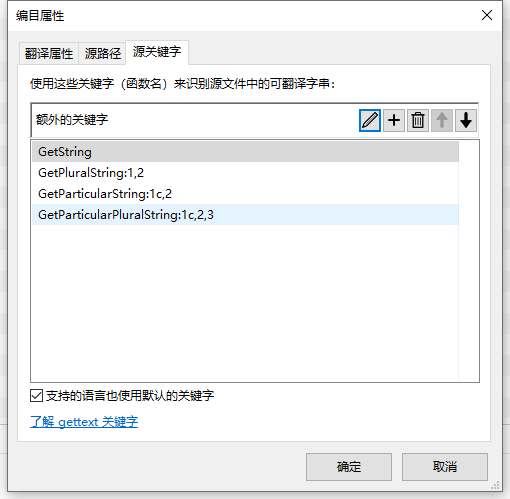 编目属性
翻译属性 源路径 源关键字
使用这些关键字（函数名）来识别源文件中的可翻译字串：
额外的关键字
GetString
GetPluralString:1,2
GetParticularString:1c,2
GetParticularPluralString:1c,2,3
支持的语言也使用默认的关键字
了解 gettext 关键字
确定 取消